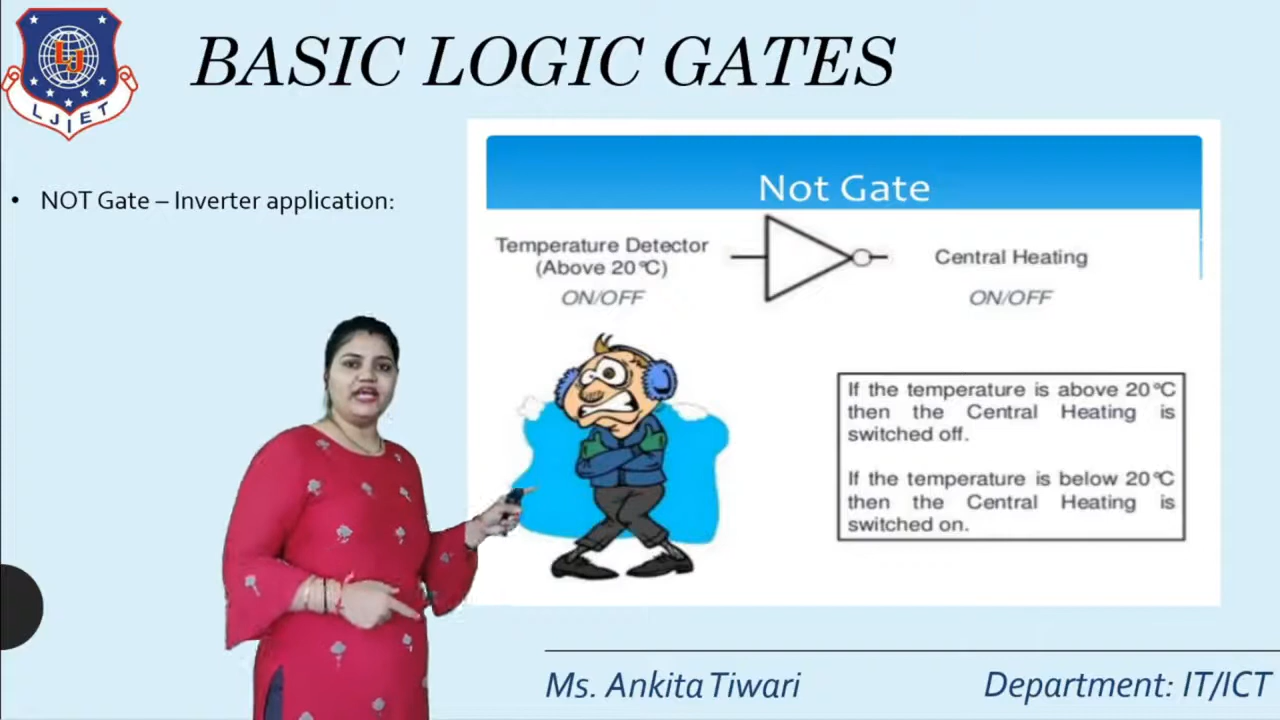 BASIC LOGIC GATES
LJ
LJIET
• NOT Gate – Inverter application:
Not Gate
Temperature Detector
(Above 20°C)
ON/OFF
Central Heating
ON/OFF
If the temperature is above 20°C
then the Central Heating is
switched off.
If the temperature is below 20°C
then the Central Heating is
switched on.
Ms. Ankita Tiwari
Department: IT/ICT